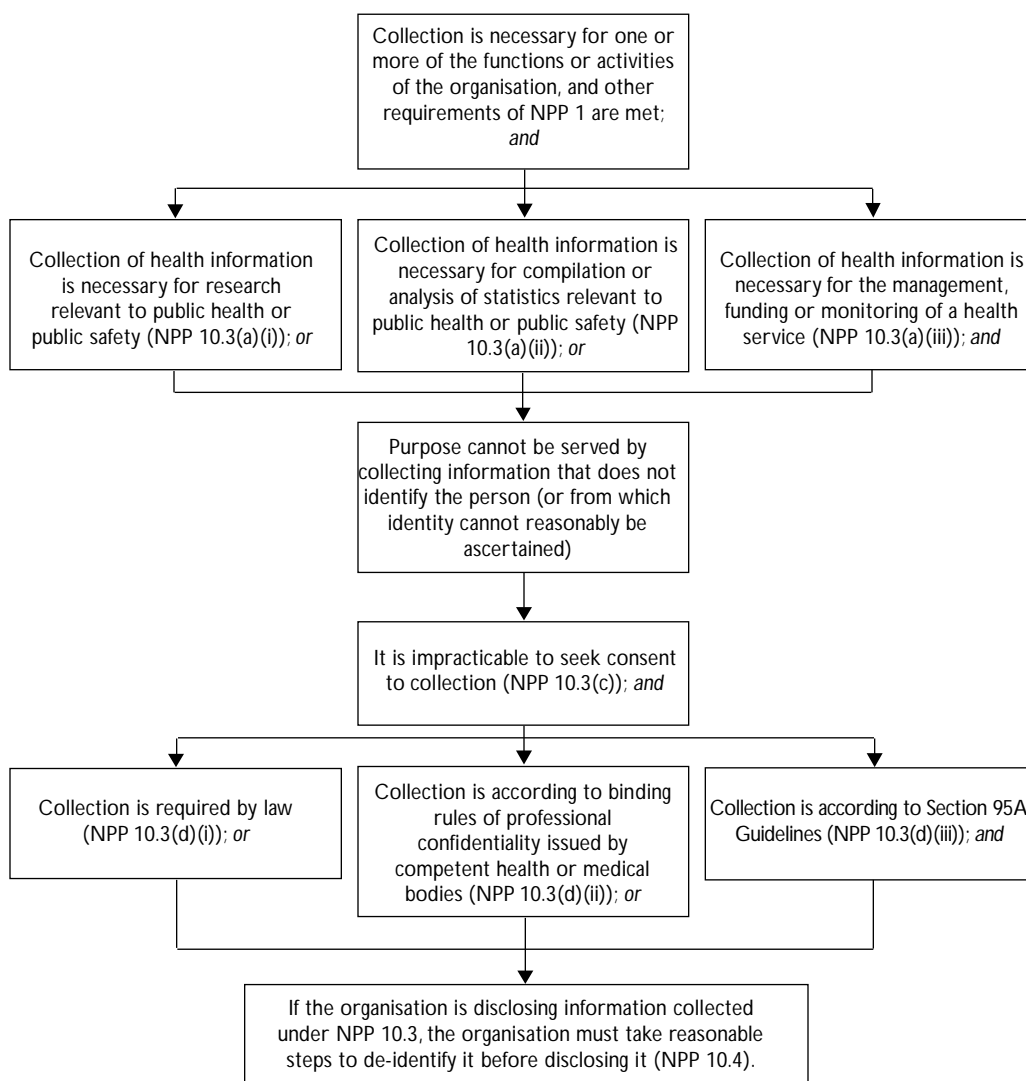 Collection is necessary for one or
more of the functions or activities
of the organisation, and other
requirements of NPP 1 are met;
and
Collection of health information
is necessary for research
relevant to public health or
public safety (NPP 10.3(a)(i)); or
Collection of health information is
necessary for compilation or
analysis of statistics relevant to
public health or public safety (NPP
10.3(a)(ii)); or
Collection of health information is
necessary for the management,
funding or monitoring of a health
service (NPP 10.3(a)(iii)); and
Purpose cannot be served by
collecting information that does not
identify the person (or from which
identity cannot reasonably be
ascertained)
It is impracticable to seek consent
to collection (NPP 10.3(c)); and
Collection is required by law
(NPP 10.3(d)(i)); or
Collection is according to binding
rules of professional
confidentiality issued by
competent health or medical
bodies (NPP 10.3(d)(ii)); or
Collection is according to Section 95A
Guidelines (NPP 10.3(d)(iii)); and
If the organisation is disclosing information collected
under NPP 10.3, the organisation must take reasonable
steps to de-identify it before disclosing it (NPP 10.4).